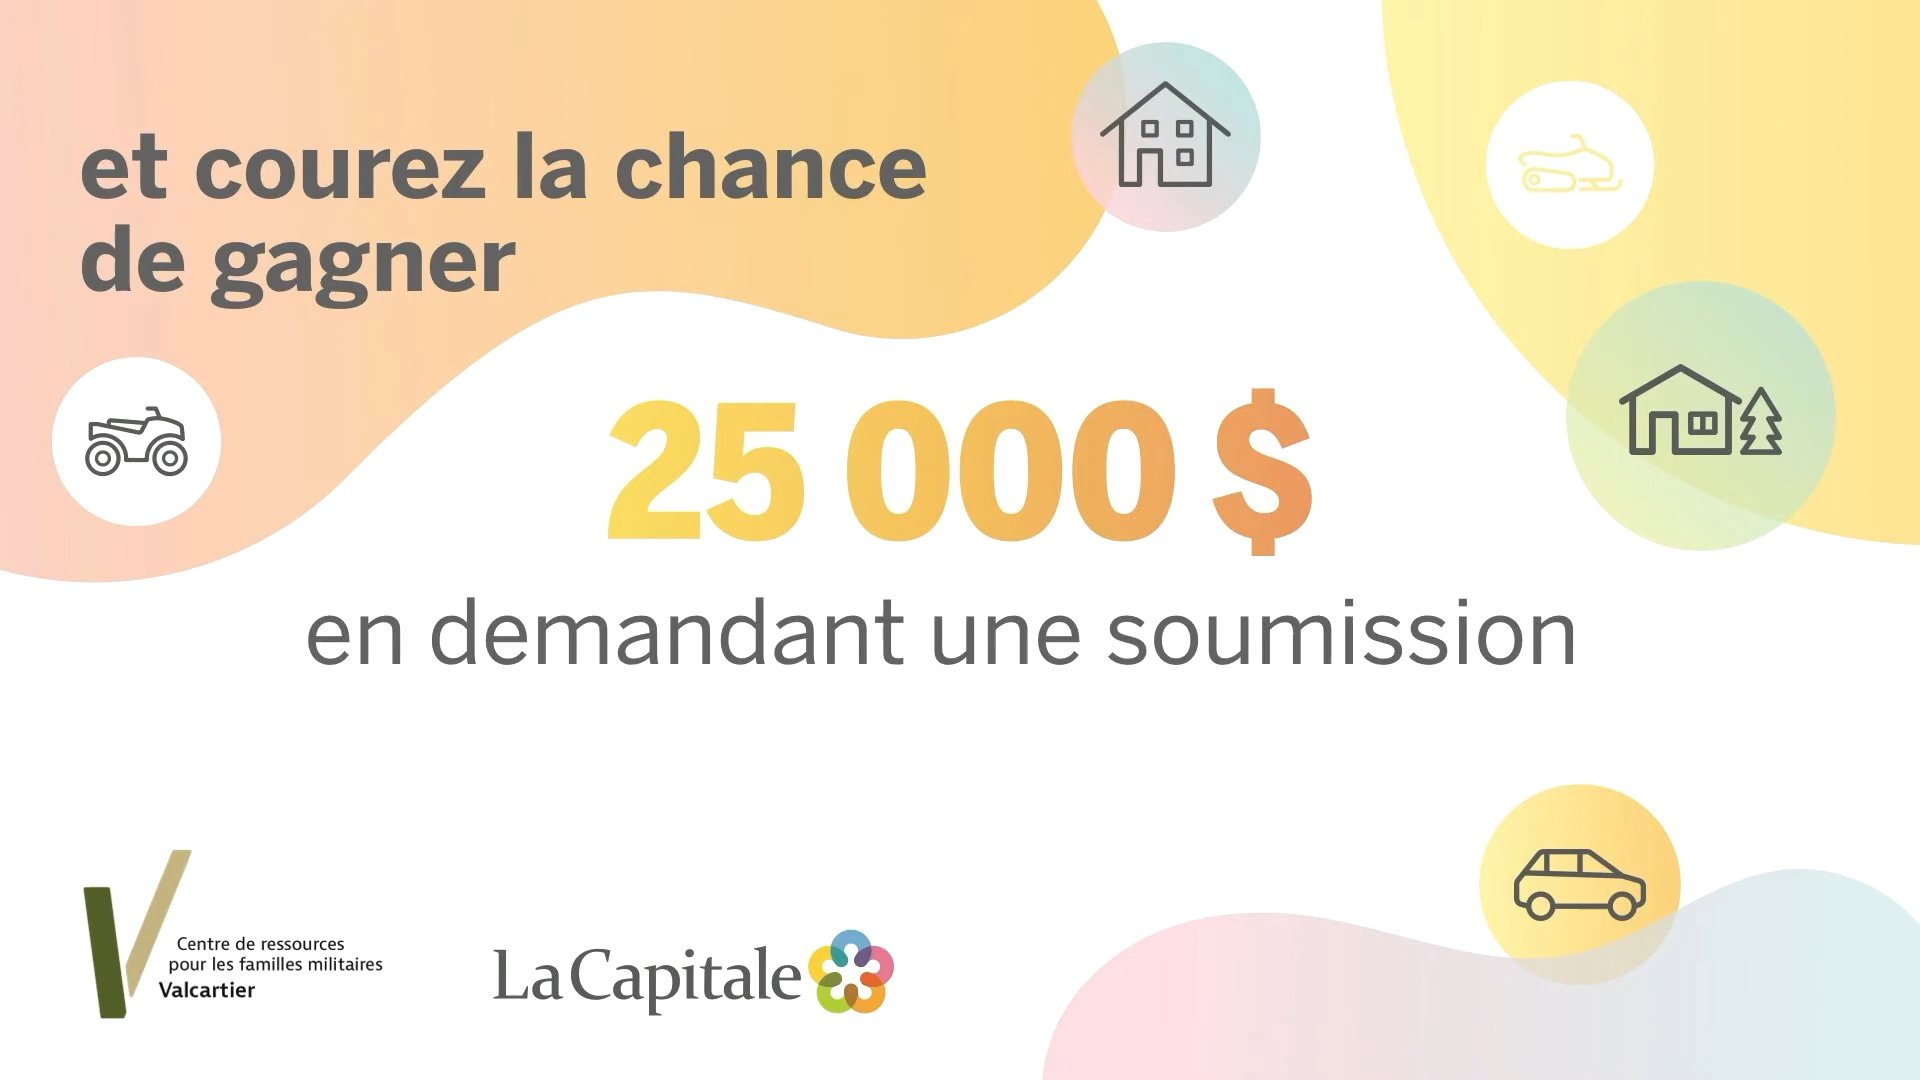 et courez la chance
de gagner
25 000 $
en demandant une soumission
Centre de ressources
pour les familles militaires
Valcartier
La Capitale